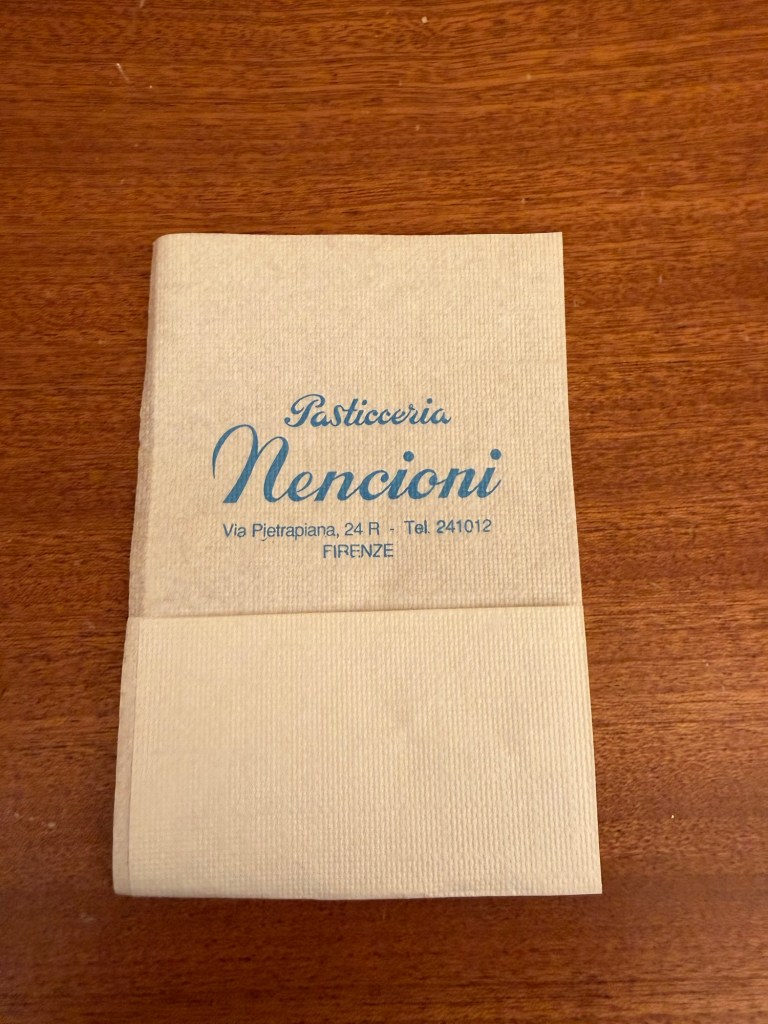 Pasticceria
Nencioni
Via Pietrapiana, 24 R - Tel. 241012
FIRENZE